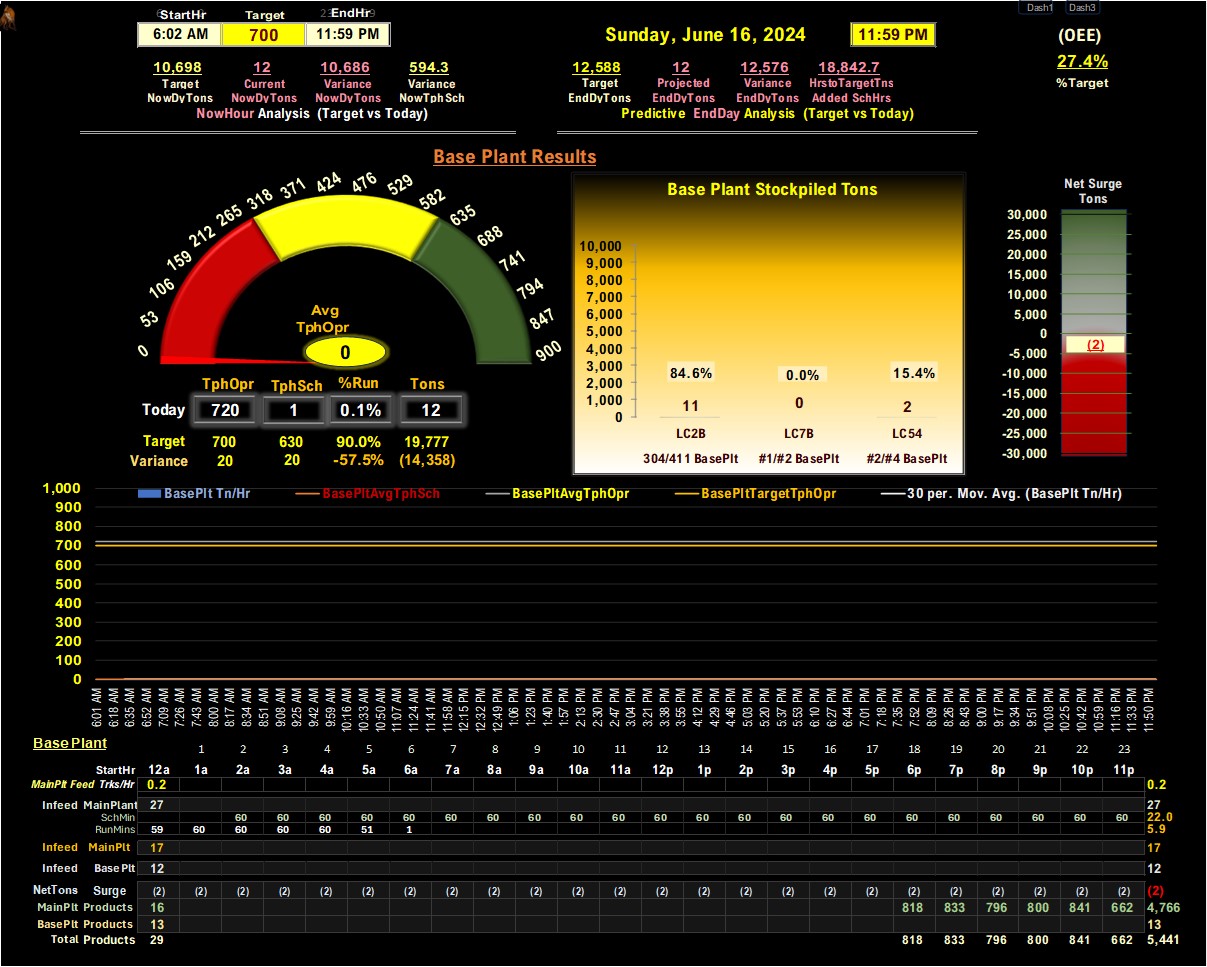 StartHr Target EndHr Dash1 Dash3
6:02 AM 700 11:59 PM Sunday, June 16, 2024 11:59 PM (OEE)
10,698 12 10,686 594.3 12,588 12 12,576 18,842.7 27.4%
Target Current Variance Variance Target Projected Variance HrstoTargetTns %Target
NowDyTons NowDyTons NowDyTons NowTphSch EndDyTons EndDyTons EndDyTons Added SchHrs
NowHour Analysis (Target vs Today) Predictive EndDay Analysis (Target vs Today)
Base Plant Results
0 53 106 159 212 265 318 371 424 476 529 582 635 688 741 794 847 900
Avg
TphOpr
0
TphOpr TphSch %Run Tons
Today 720 1 0.1% 12
Target 700 630 90.0% 19,777
Variance 20 20 -57.5% (14,358)
Base Plant Stockpiled Tons
10,000
9,000
8,000
7,000
6,000
5,000
4,000
3,000
2,000
1,000
0
84.6% 0.0% 15.4%
11 0 2
LC2B LC7B LC54
304/411 BasePlt #1/#2 BasePlt #2/#4 BasePlt
Net Surge
Tons
30,000
25,000
20,000
15,000
10,000
5,000
0
(2)
-5,000
-10,000
-15,000
-20,000
-25,000
-30,000
BasePlt Tn/Hr BasePltAvgTphSch BasePltAvgTphOpr BasePltTargetTphOpr 30 per. Mov. Avg. (BasePlt Tn/Hr)
1,000
900
800
700
600
500
400
300
200
100
0
6:01 AM 6:18 AM 6:35 AM 6:52 AM 7:09 AM 7:26 AM 7:43 AM 8:00 AM 8:17 AM 8:34 AM 8:51 AM 9:08 AM 9:25 AM 9:42 AM 9:59 AM 10:16 AM 10:33 AM 10:50 AM 11:07 AM 11:24 AM 11:41 AM 11:58 AM 12:15 PM 12:32 PM 12:49 PM 1:06 PM 1:23 PM 1:40 PM 1:57 PM 2:13 PM 2:30 PM 2:47 PM 3:04 PM 3:21 PM 3:38 PM 3:55 PM 4:12 PM 4:29 PM 4:46 PM 5:03 PM 5:20 PM 5:37 PM 5:53 PM 6:10 PM 6:27 PM 6:44 PM 7:01 PM 7:18 PM 7:35 PM 7:52 PM 8:09 PM 8:26 PM 8:43 PM 9:00 PM 9:17 PM 9:34 PM 9:51 PM 10:08 PM 10:25 PM 10:42 PM 10:59 PM 11:16 PM 11:33 PM 11:50 PM
Base Plant 1 2 3 4 5 6 7 8 9 10 11 12 13 14 15 16 17 18 19 20 21 22 23
StartHr 12a 1a 2a 3a 4a 5a 6a 7a 8a 9a 10a 11a 12p 1p 2p 3p 4p 5p 6p 7p 8p 9p 10p 11p
MainPlt Feed Trks/Hr 0.2 0.2
Infeed MainPlant 27 27
SchMin 60 60 60 60 60 60 60 60 60 60 60 60 60 60 60 60 60 60 60 60 60 60 22.0
RunMins 59 60 60 60 60 51 1 5.9
Infeed MainPlt 17 17
Infeed Base Plt 12 12
NetTons Surge (2) (2) (2) (2) (2) (2) (2) (2) (2) (2) (2) (2) (2) (2) (2) (2) (2) (2) (2) (2) (2) (2) (2) (2) (2)
MainPlt Products 16 818 833 796 800 841 662 4,766
BasePlt Products 13 13
Total Products 29 818 833 796 800 841 662 5,441